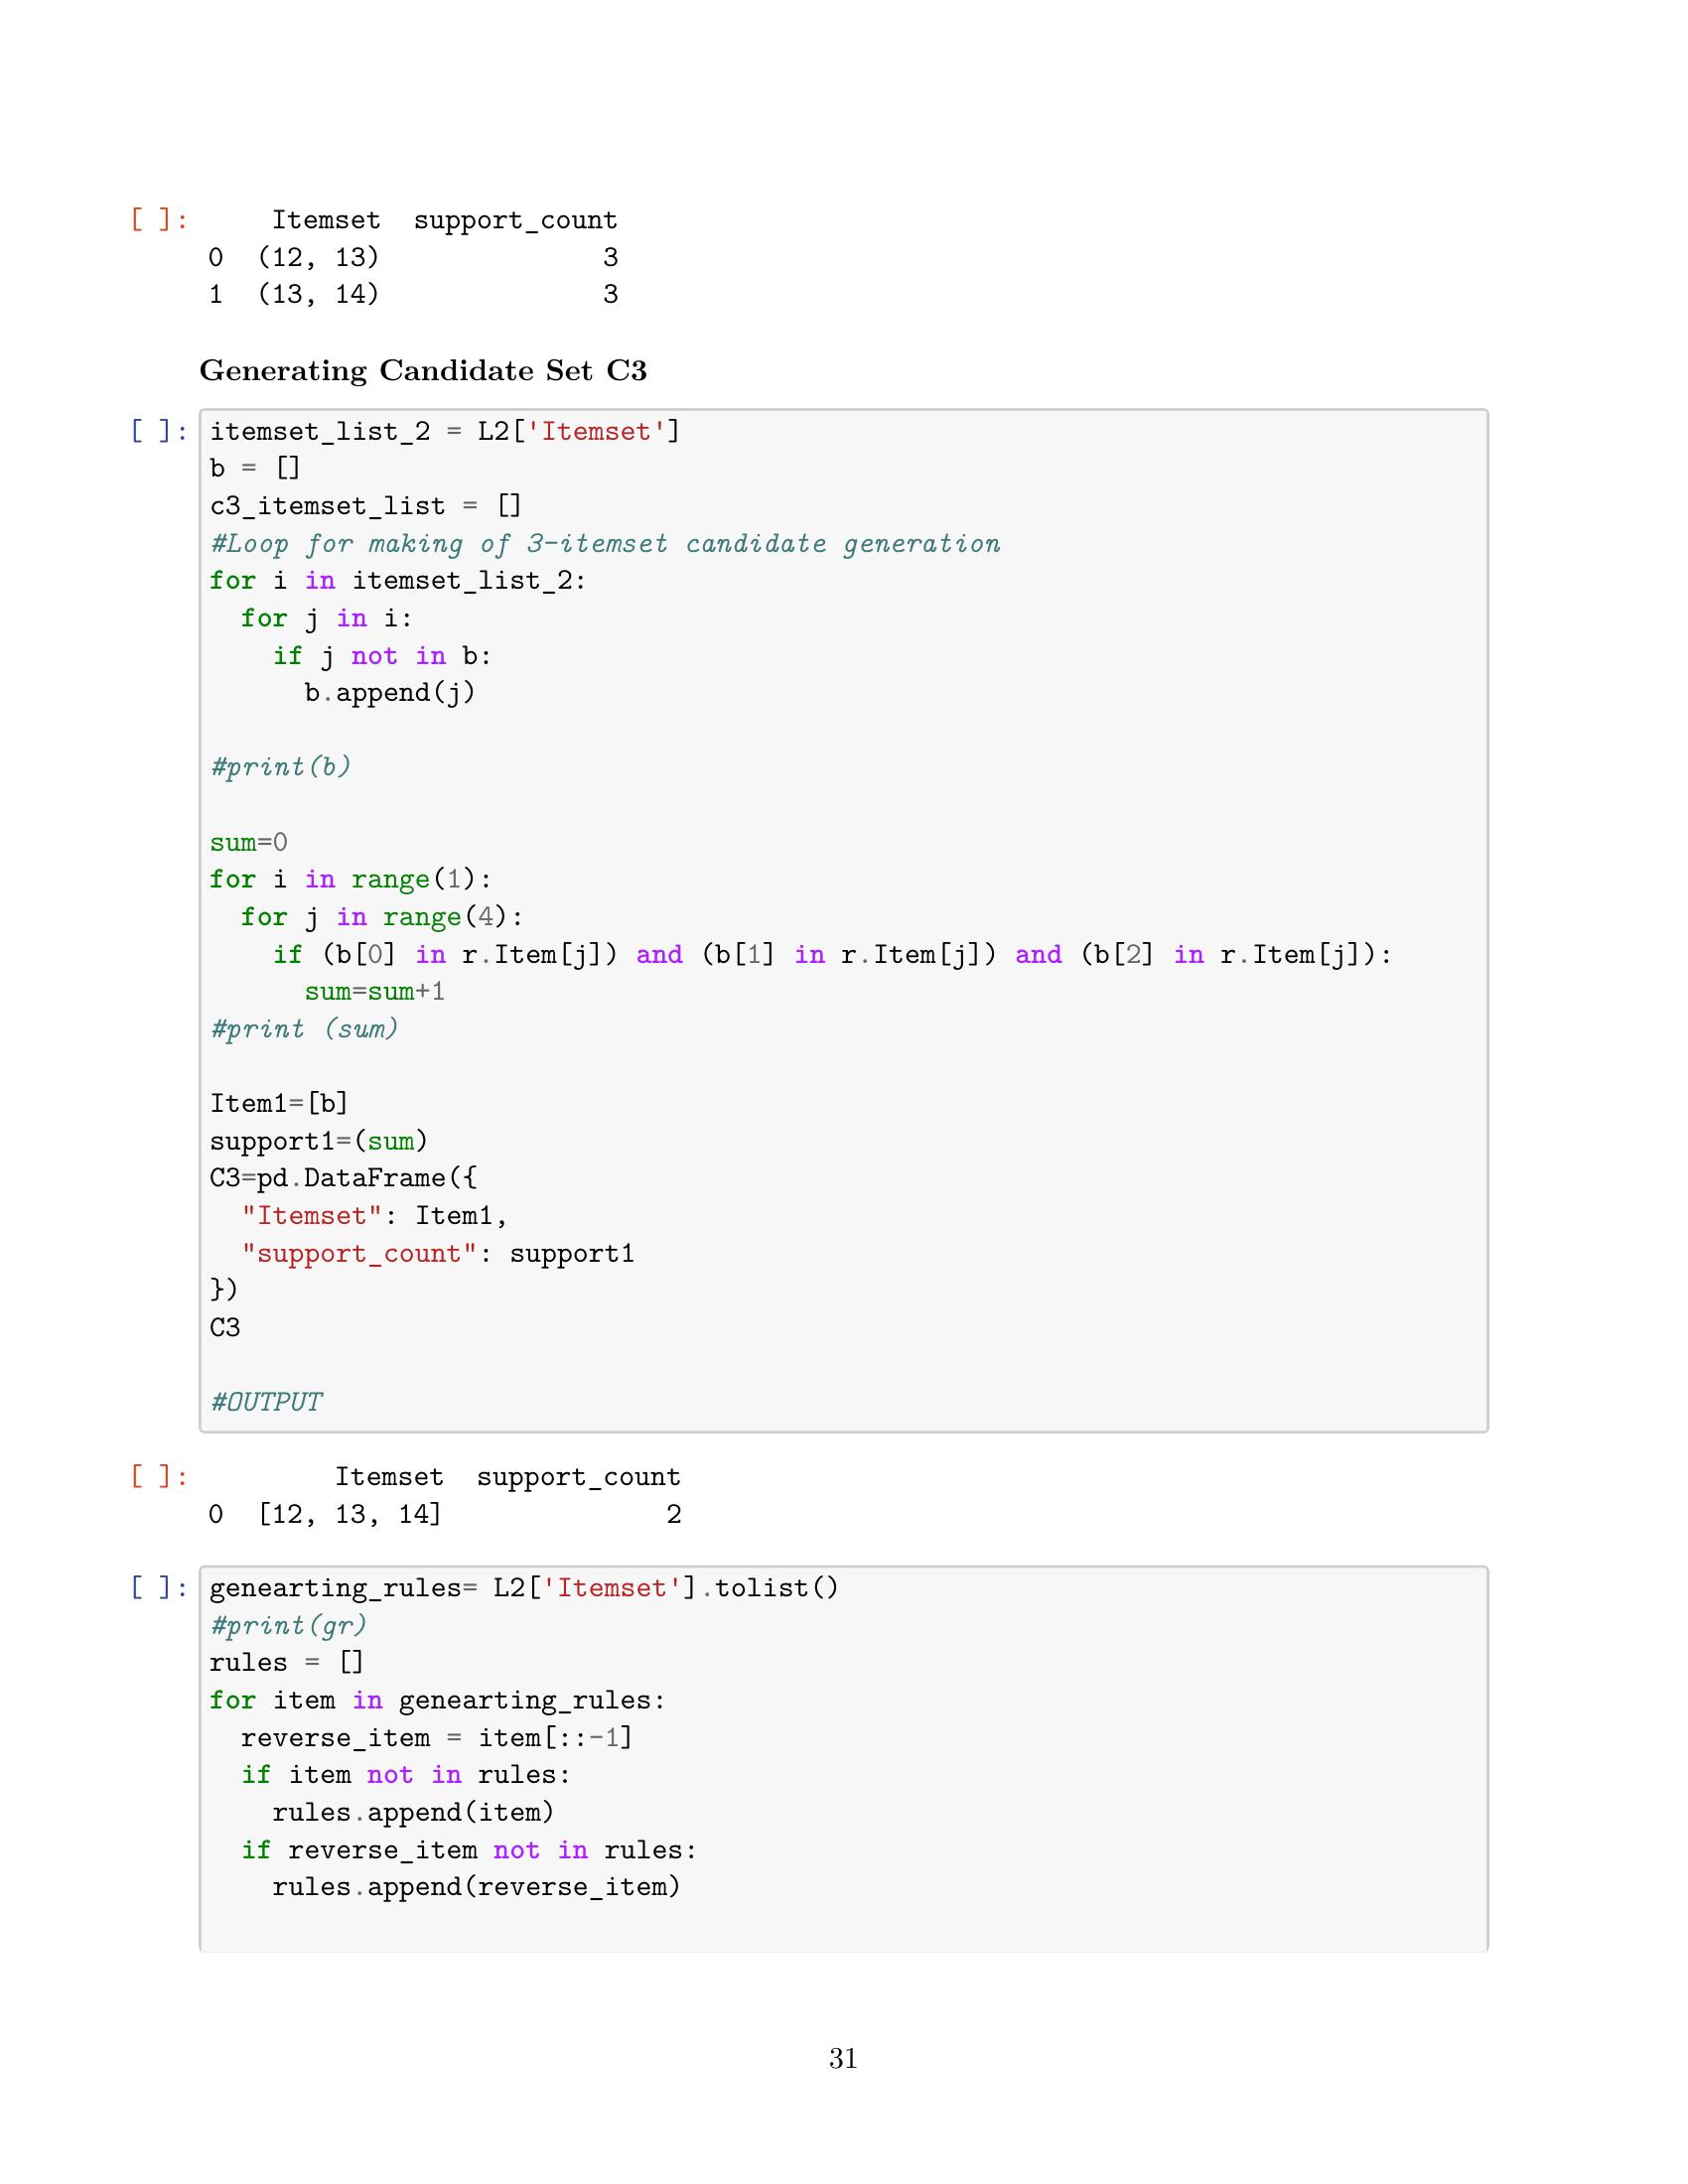 [ ]:     Itemset  support_count
0  (12, 13)              3
1  (13, 14)              3
Generating Candidate Set C3
[ ]: itemset_list_2 = L2['Itemset']
b = []
c3_itemset_list = []
#Loop for making of 3-itemset candidate generation
for i in itemset_list_2:
  for j in i:
    if j not in b:
      b.append(j)
#print(b)
sum=0
for i in range(1):
  for j in range(4):
    if (b[0] in r.Item[j]) and (b[1] in r.Item[j]) and (b[2] in r.Item[j]):
      sum=sum+1
#print (sum)
Item1=[b]
support1=(sum)
C3=pd.DataFrame({
  "Itemset": Item1,
  "support_count": support1
})
C3
#OUTPUT
[ ]:         Itemset  support_count
0  [12, 13, 14]              2
[ ]: genearting_rules= L2['Itemset'].tolist()
#print(gr)
rules = []
for item in genearting_rules:
  reverse_item = item[::-1]
  if item not in rules:
    rules.append(item)
  if reverse_item not in rules:
    rules.append(reverse_item)
31